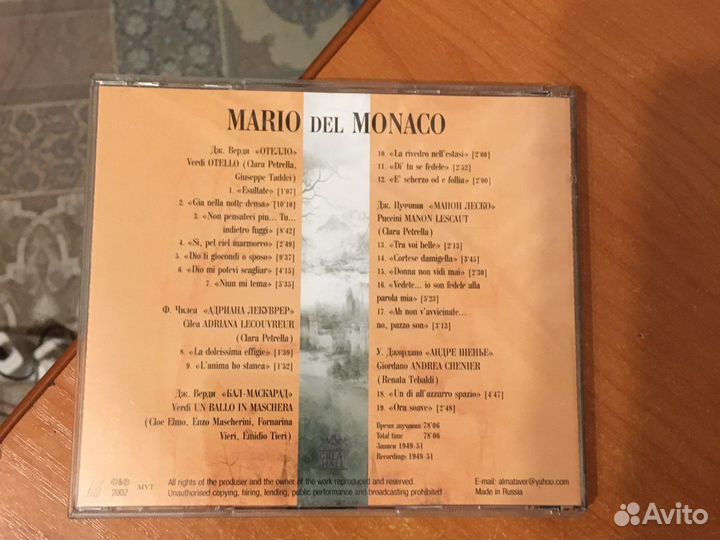 MARIO DEL MONACO
Дж. Верди «ОТЕЛЛО»
Verdi OTELLO (Clara Petrella,
Giuseppe Taddei)
1. «Esultate» [1'07]
2. «Gia nella notte densa» [10'10]
3. «Non pensateci piu... Tu...
indietro fuggi» [8'42]
4. «Si, pel ciel marmoreo» [2'49]
5. «Dio ti giocondi o sposo» [9'37]
6. «Dio mi potevi scagliar» [4'15]
7. «Niun mi tema» [5'35]
Ф. Чилеа «АДРИАНА ЛЕКУВРЕР»
Cilea ADRIANA LECOUVREUR
(Clara Petrella)
8. «La dolcissima effigie» [1'59]
9. «L'anima ho stanca» [1'52]
Дж. Верди «БАЛ-МАСКАРАД»
Verdi UN BALLO IN MASCHERA
(Cloe Elmo, Enzo Mascherini, Fornarina
Vieri, Emidio Tieri)
10. «La rivedro nell'estasi» [2'00]
11. «Di' tu se fedele» [2'52]
12. «E' scherzo od e follia» [2'00]
Дж. Пуччини «МАНОН ЛЕСКО»
Puccini MANON LESCAUT
(Clara Petrella)
13. «Tra voi belle» [2'13]
14. «Cortese damigella» [3'45]
15. «Donna non vidi mai» [2'30]
16. «Vedete... io son fedele alla
parola mia» [5'23]
17. «Ah non v'avvicinate...
no, pazzo son» [3'13]
У. Джордано «АНДРЕ ШЕНЬЕ»
Giordano ANDREA CHENIER
(Renata Tebaldi)
18. «Un di all'azzurro spazio» [4'47]
19. «Ora soave» [2'48]
Время звучания 78'06
Total time 78'06
Записи 1949-51
Recordings 1949-51
GREAT HALL
©&℗
2002
MVT
All rights of the produser and the owner of the work reproduced and reserved.
Unauthorised copying, hiring, lending, public performance and broadcasting prohibited
E-mail: almataver@yahoo.com
Made in Russia
Avito